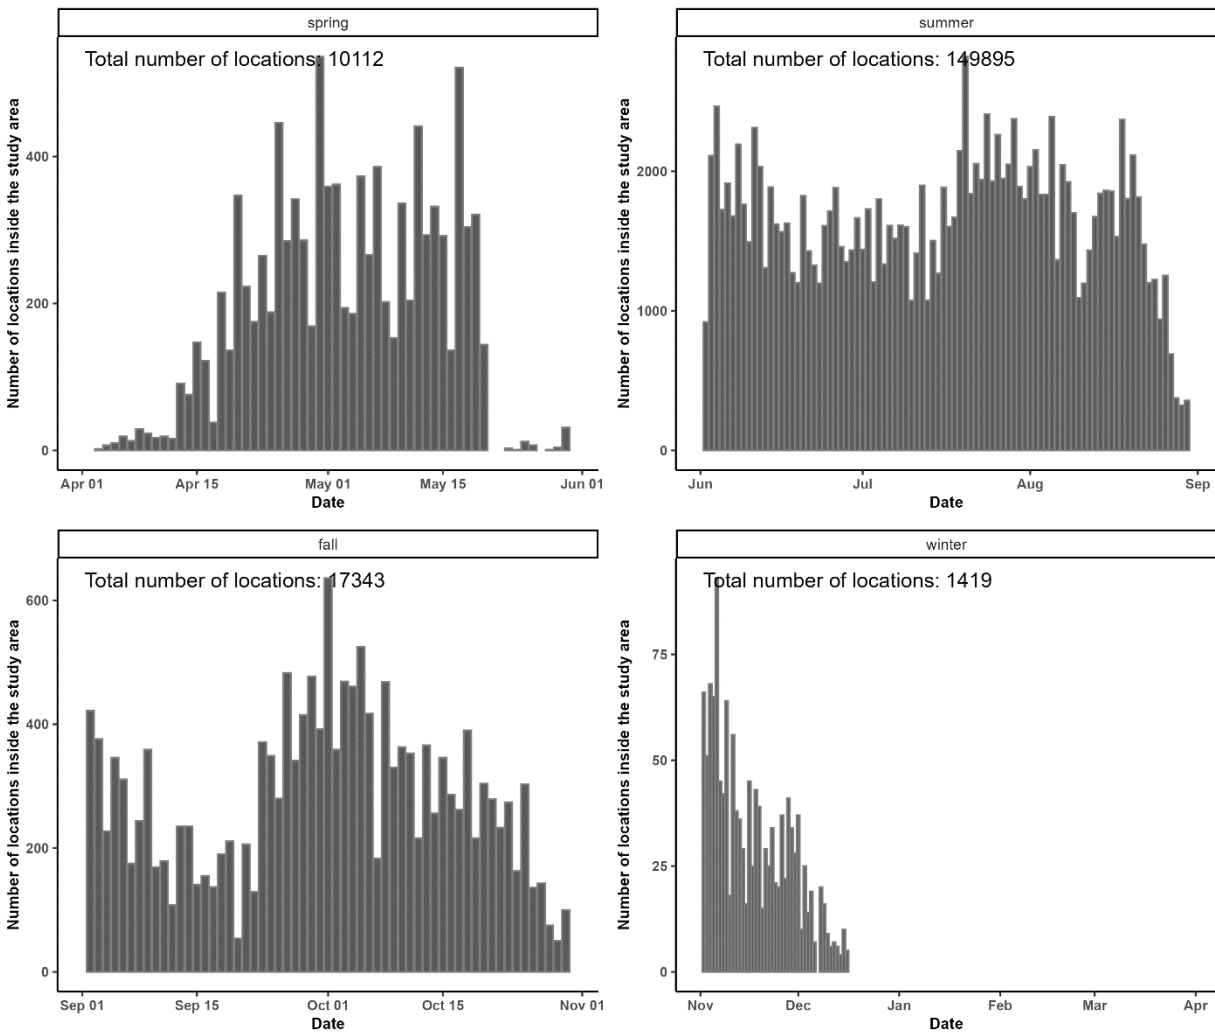 spring
Total number of locations: 10112
Number of locations inside the study area
400
200
0
Apr 01
Apr 15
May 01
May 15
Jun 01
Date
summer
Total number of locations: 149895
Number of locations inside the study area
2000
1000
0
Jun
Jul
Aug
Sep
Date
fall
Total number of locations: 17343
Number of locations inside the study area
600
400
200
0
Sep 01
Sep 15
Oct 01
Oct 15
Nov 01
Date
winter
Total number of locations: 1419
Number of locations inside the study area
75
50
25
0
Nov
Dec
Jan
Feb
Mar
Apr
Date